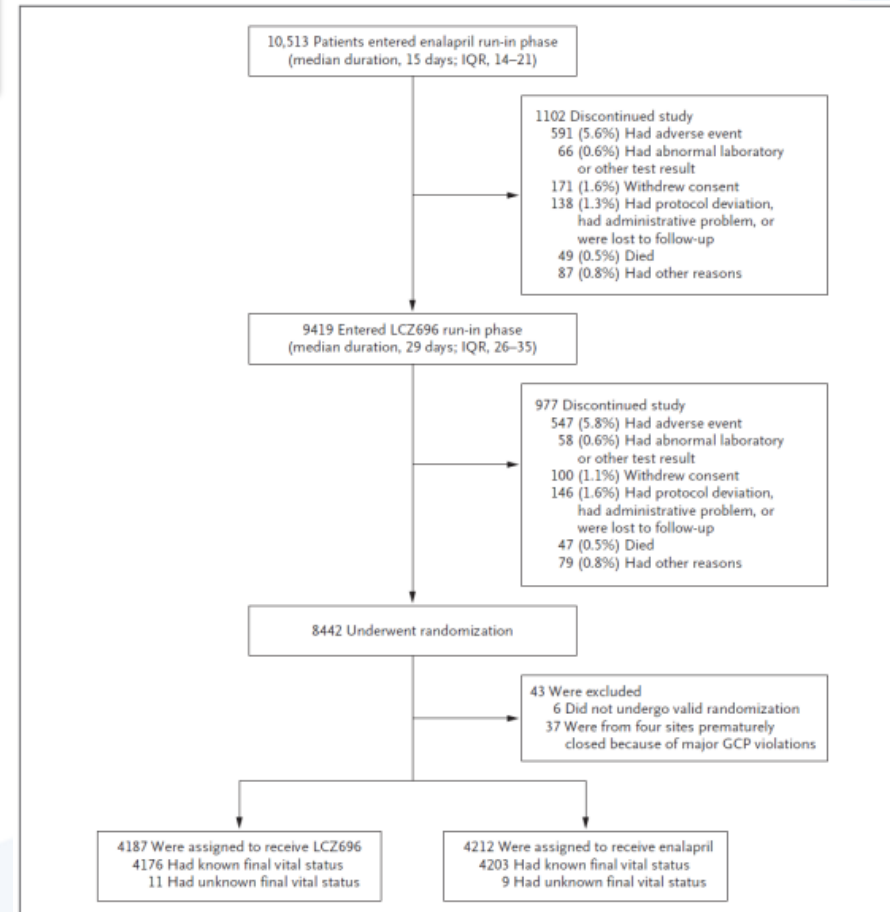 10,513 Patients entered enalapril run-in phase
(median duration, 15 days; IQR, 14–21)
1102 Discontinued study
591 (5.6%) Had adverse event
66 (0.6%) Had abnormal laboratory
or other test result
171 (1.6%) Withdrew consent
138 (1.3%) Had protocol deviation,
had administrative problem, or
were lost to follow-up
49 (0.5%) Died
87 (0.8%) Had other reasons
9419 Entered LCZ696 run-in phase
(median duration, 29 days; IQR, 26–35)
977 Discontinued study
547 (5.8%) Had adverse event
58 (0.6%) Had abnormal laboratory
or other test result
100 (1.1%) Withdrew consent
146 (1.6%) Had protocol deviation,
had administrative problem, or
were lost to follow-up
47 (0.5%) Died
79 (0.8%) Had other reasons
8442 Underwent randomization
43 Were excluded
6 Did not undergo valid randomization
37 Were from four sites prematurely
closed because of major GCP violations
4187 Were assigned to receive LCZ696
4176 Had known final vital status
11 Had unknown final vital status
4212 Were assigned to receive enalapril
4203 Had known final vital status
9 Had unknown final vital status